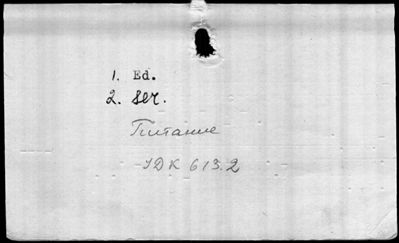 1. Ed.
2. ser.
Питание
УДК 613.2